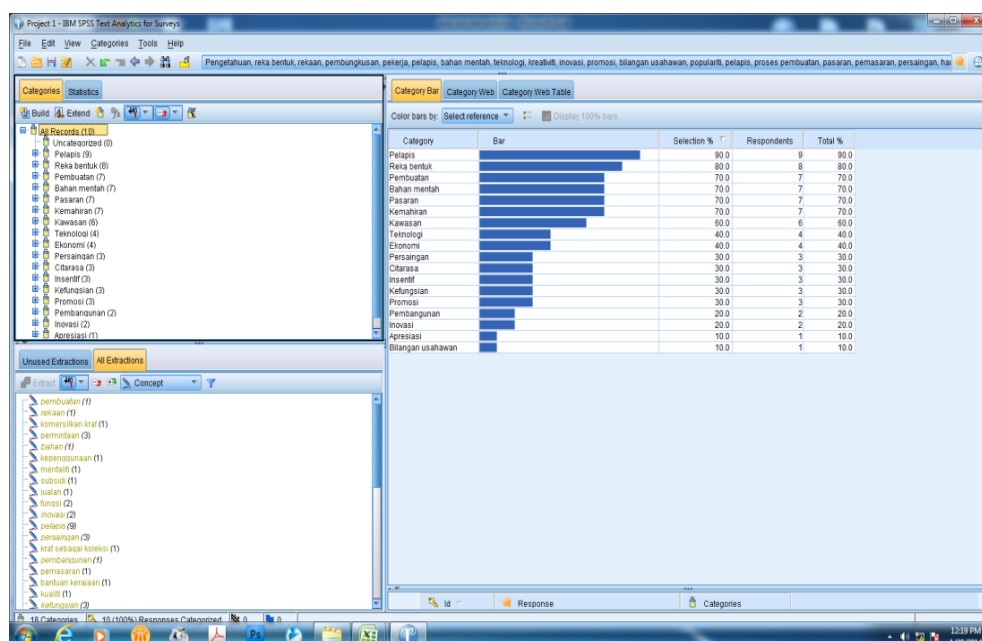 Project 1 - IBM SPSS Text Analytics for Surveys
File Edit View Categories Tools Help
Pengetahuan, reka bentuk, rekaan, pembungkusan, pekerja, pelapis, bahan mentah, teknologi, kreativiti, inovasi, promosi, bilangan usahawan, populariti, pelapis, proses pembuatan, pasaran, pemasaran, persaingan, ha
Categories Statistics
Build Extend
All Records (10)
Uncategorized (0)
Pelapis (9)
Reka bentuk (8)
Pembuatan (7)
Bahan mentah (7)
Pasaran (7)
Kemahiran (7)
Kawasan (6)
Teknologi (4)
Ekonomi (4)
Persaingan (3)
Citarasa (3)
Insentif (3)
Kefungsian (3)
Promosi (3)
Pembangunan (2)
Inovasi (2)
Apresiasi (1)
Unused Extractions All Extractions
Extract Concept
pembuatan (1)
rekaan (1)
komersilkan kraf (1)
permintaan (3)
bahan (1)
kepenggunaan (1)
mentaliti (1)
subsidi (1)
jualan (1)
fungsi (2)
inovasi (2)
pelapis (9)
persaingan (3)
kraf sebagai koleksi (1)
pembangunan (1)
pemasaran (1)
bantuan kerajaan (1)
kualiti (1)
kefungsian (3)
Category Bar Category Web Category Web Table
Color bars by: Select reference Display 100% bars
Category Bar Selection % Respondents Total %
Pelapis 90.0 9 90.0
Reka bentuk 80.0 8 80.0
Pembuatan 70.0 7 70.0
Bahan mentah 70.0 7 70.0
Pasaran 70.0 7 70.0
Kemahiran 70.0 7 70.0
Kawasan 60.0 6 60.0
Teknologi 40.0 4 40.0
Ekonomi 40.0 4 40.0
Persaingan 30.0 3 30.0
Citarasa 30.0 3 30.0
Insentif 30.0 3 30.0
Kefungsian 30.0 3 30.0
Promosi 30.0 3 30.0
Pembangunan 20.0 2 20.0
Inovasi 20.0 2 20.0
Apresiasi 10.0 1 10.0
Bilangan usahawan 10.0 1 10.0
Id Response Categories
18 Categories 10 (100%) Responses Categorized 0 0
Ps
12:19 PM